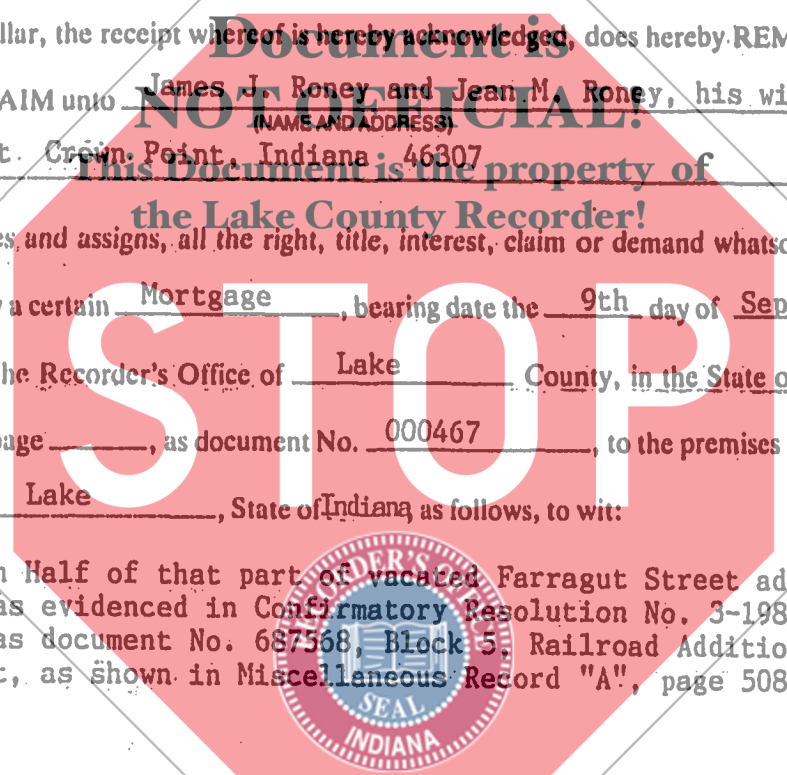 Document is
llar, the receipt whereof is hereby acknowledged, does hereby REM
AIM unto James J. Roney and Jean M. Roney, his wi
NOT OFFICIAL!
(NAME AND ADDRESS)
t. Crown Point, Indiana 46307
This Document is the property of
the Lake County Recorder!
es and assigns, all the right, title, interest, claim or demand whatso
y a certain Mortgage, bearing date the 9th day of Sep
he Recorder's Office of Lake County, in the State o
page, as document No. 000467, to the premises
Lake, State of Indiana as follows, to wit:
STOP
n Half of that part of vacated Farragut Street ad
as evidenced in Confirmatory Resolution No. 3-198
as document No. 687568, Block 5, Railroad Additio
t, as shown in Miscellaneous Record "A", page 508
SEAL
INDIANA